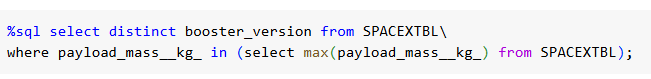 %sql select distinct booster_version from SPACEXTBL\
where payload_mass__kg_ in (select max(payload_mass__kg_) from SPACEXTBL);